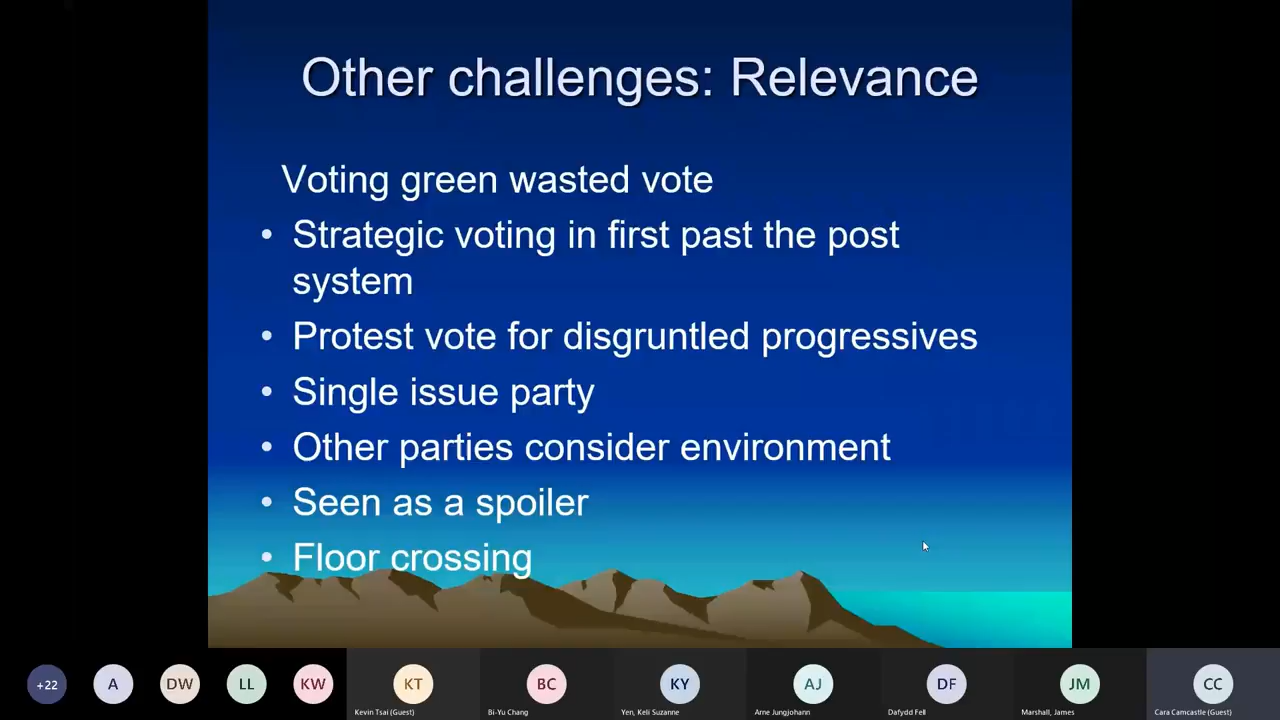 Other challenges: Relevance
Voting green wasted vote
• Strategic voting in first past the post
system
• Protest vote for disgruntled progressives
• Single issue party
• Other parties consider environment
• Seen as a spoiler
• Floor crossing
+22 A DW LL KW KT BC KY AJ DF JM CC
Kevin Tsai (Guest) Bi-Yu Chang Yen, Keli Suzanne Arne Jungjohann Dafydd Fell Marshall, James Cara Camcastle (Guest)